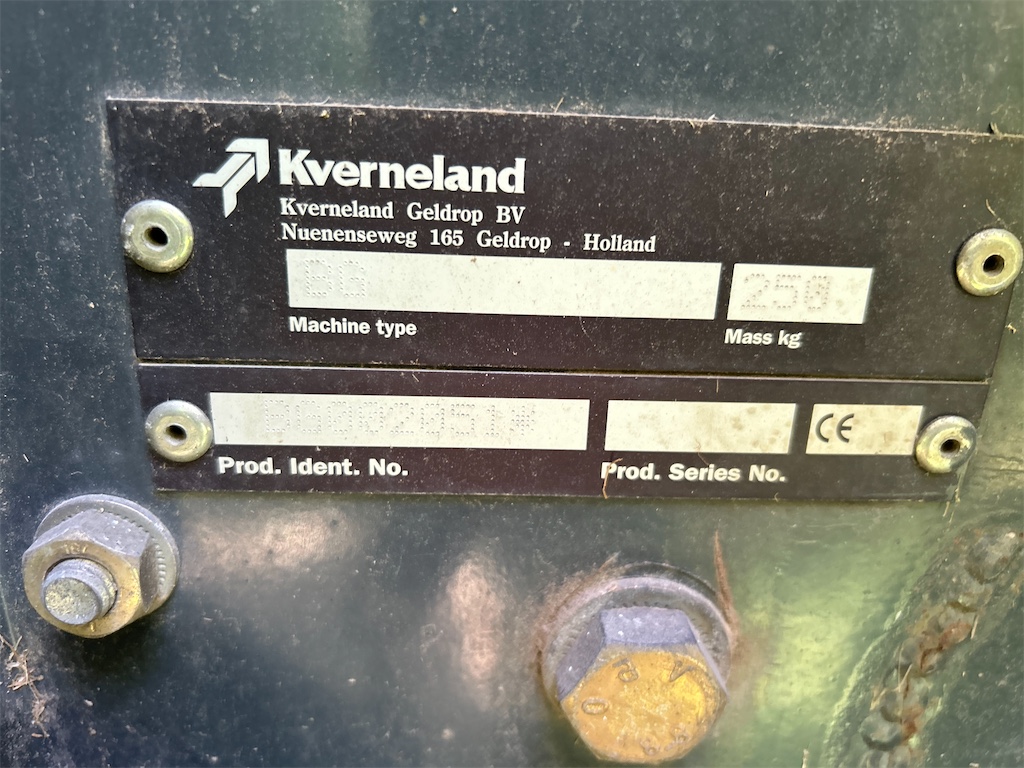 Kverneland
Kverneland Geldrop BV
Nuenenseweg 165 Geldrop - Holland
250
Machine type
Mass kg
CE
Prod. Ident. No.
Prod. Series No.